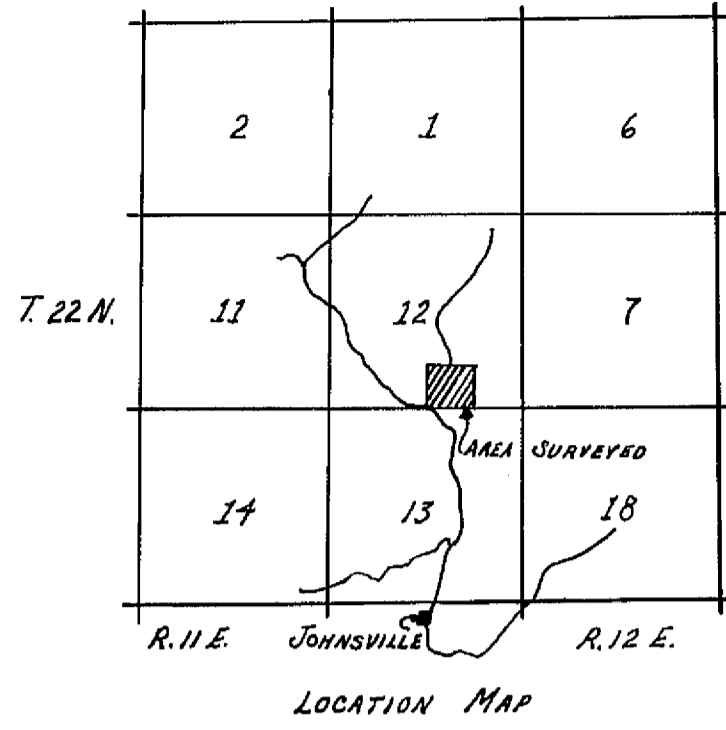 2 1 6
T. 22 N. 11 12 7
AREA SURVEYED
14 13 18
R. 11 E. JOHNSVILLE R. 12 E.
LOCATION MAP